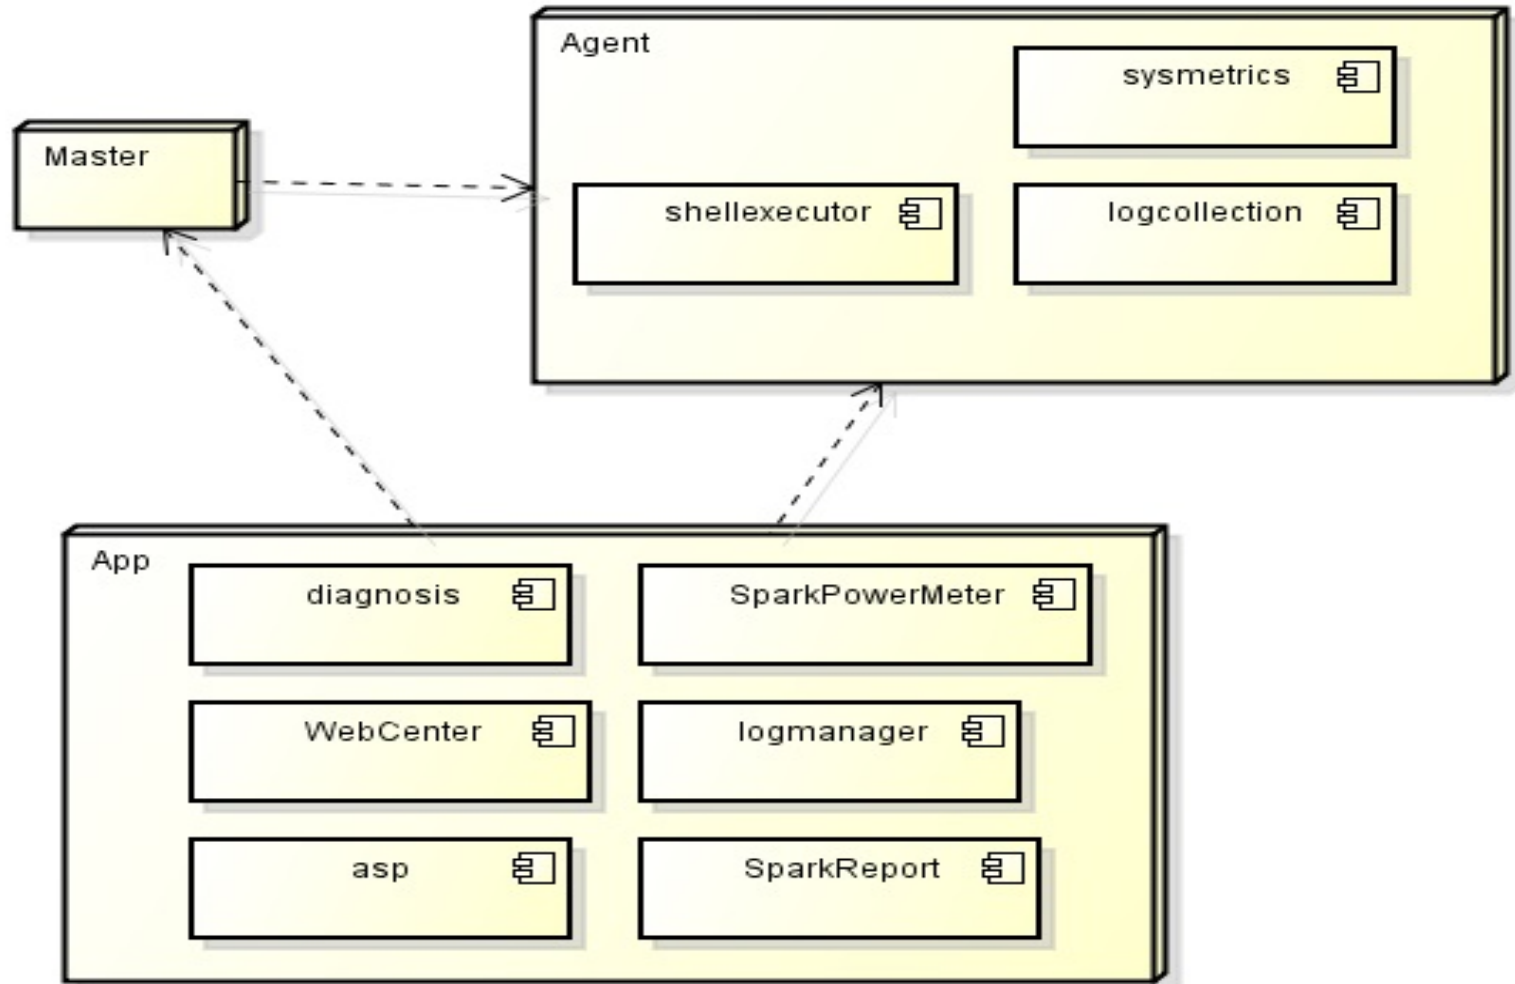 Agent
sysmetrics
Master
shellexecutor
logcollection
App
diagnosis
SparkPowerMeter
WebCenter
logmanager
asp
SparkReport